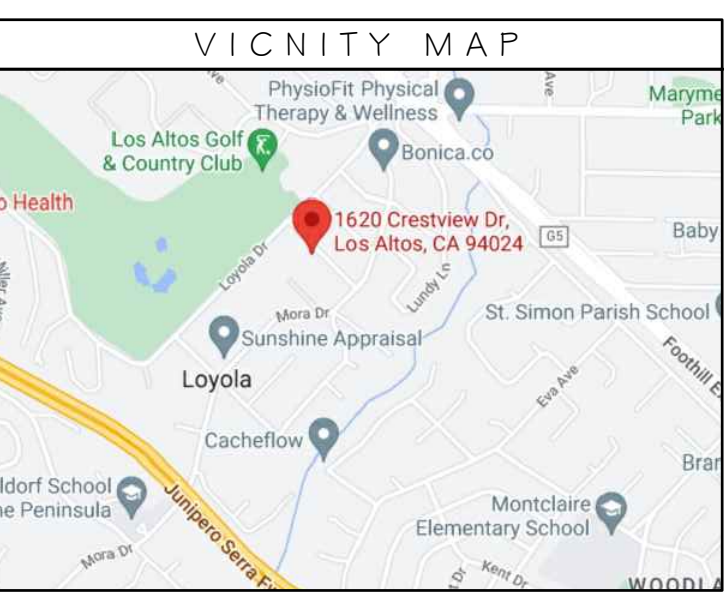 VICNITY MAP
Ave
PhysioFit Physical
Therapy & Wellness
Ave
Maryme
Park
Los Altos Golf
& Country Club
Bonica.co
o Health
1620 Crestview Dr,
Los Altos, CA 94024
G5
Baby
Loyola Dr
Lundy Ln
Mora Dr
St. Simon Parish School
Sunshine Appraisal
Foothill E
Loyola
Eva Ave
Cacheflow
Bran
ldorf School
ne Peninsula
Junipero Serra F
Montclaire
Elementary School
Mora Dr
Dr
Kent Dr
WOODLA